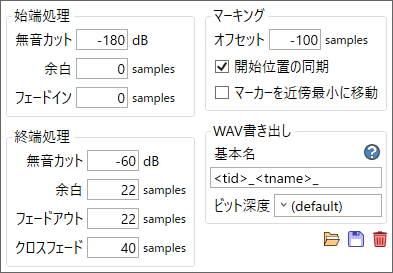 始端処理
無音カット -180 dB
余白 0 samples
フェードイン 0 samples
終端処理
無音カット -60 dB
余白 22 samples
フェードアウト 22 samples
クロスフェード 40 samples
マーキング
オフセット -100 samples
開始位置の同期
マーカーを近傍最小に移動
WAV書き出し
基本名 ?
<tid>_<tname>_
ビット深度 (default)